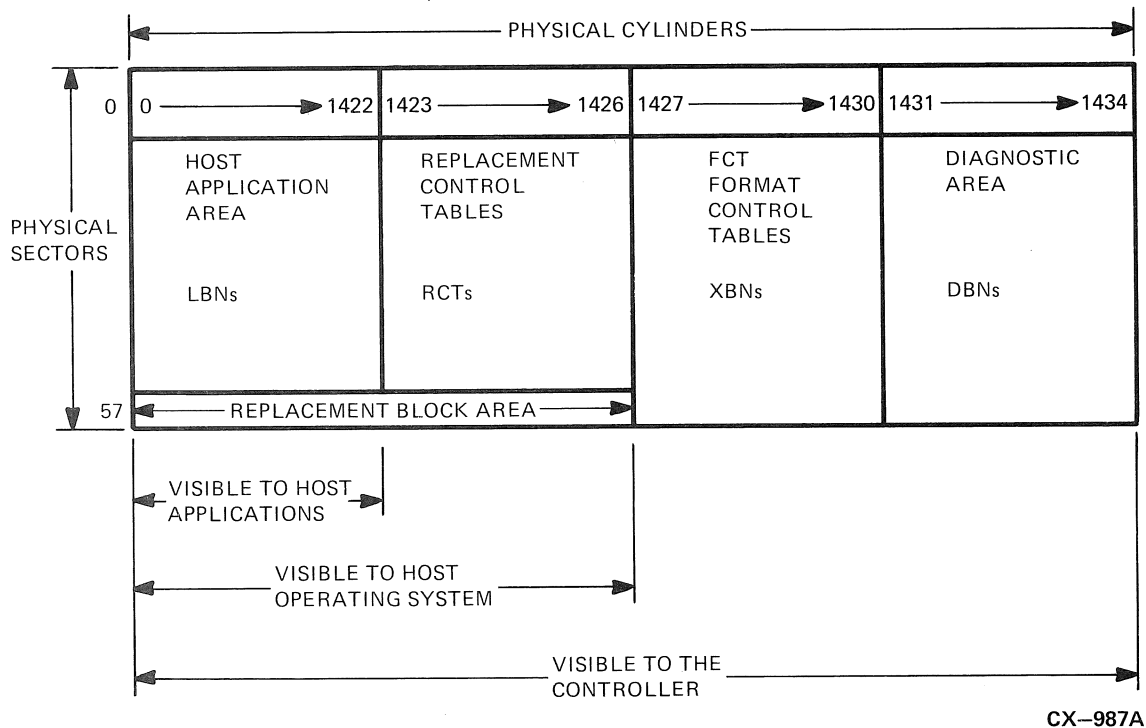 PHYSICAL CYLINDERS
0
0 1422 1423 1426 1427 1430 1431 1434
HOST
APPLICATION
AREA
LBNs
REPLACEMENT
CONTROL
TABLES
RCTs
FCT
FORMAT
CONTROL
TABLES
XBNs
DIAGNOSTIC
AREA
DBNs
PHYSICAL
SECTORS
57
REPLACEMENT BLOCK AREA
VISIBLE TO HOST
APPLICATIONS
VISIBLE TO HOST
OPERATING SYSTEM
VISIBLE TO THE
CONTROLLER
CX–987A